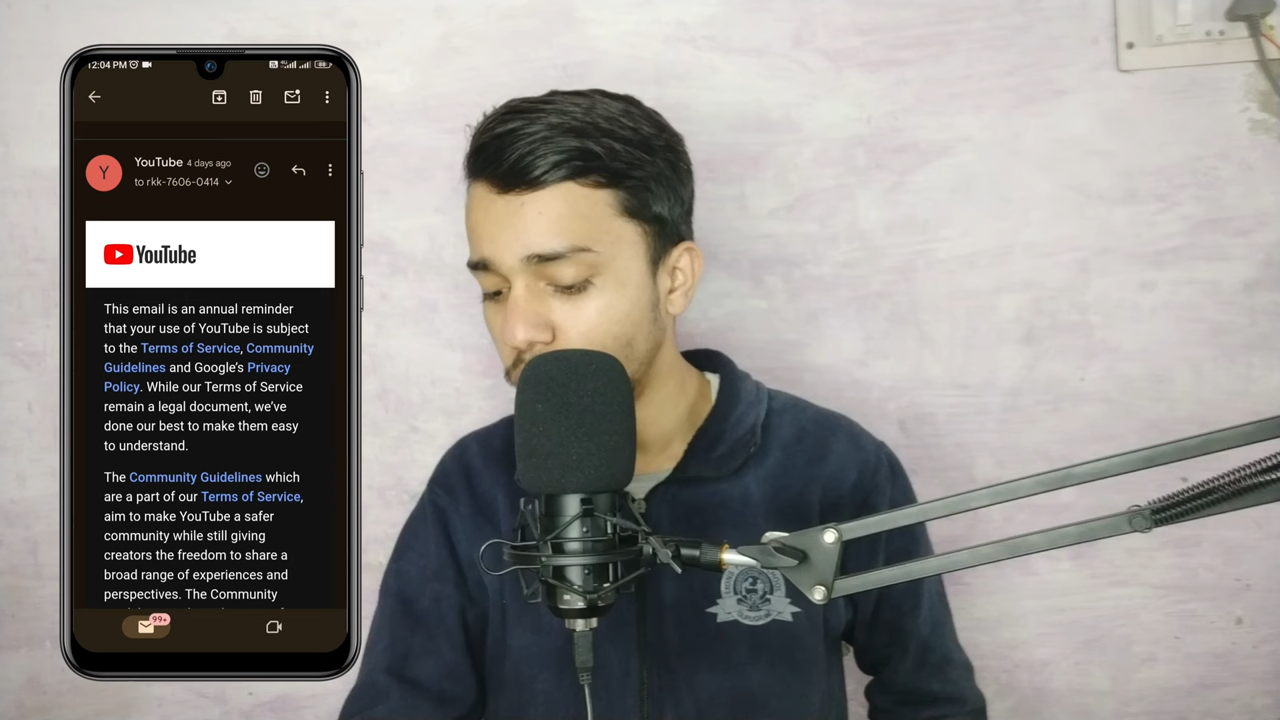 12:04 PM
YouTube 4 days ago
Y
to rkk-7606-0414
YouTube
This email is an annual reminder
that your use of YouTube is subject
to the Terms of Service, Community
Guidelines and Google's Privacy
Policy. While our Terms of Service
remain a legal document, we've
done our best to make them easy
to understand.
The Community Guidelines which
are a part of our Terms of Service,
aim to make YouTube a safer
community while still giving
creators the freedom to share a
broad range of experiences and
perspectives. The Community
99+